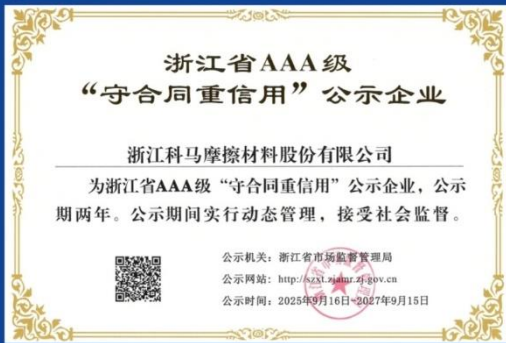 浙江省AAA级
“守合同重信用”公示企业
浙江科马摩擦材料股份有限公司
为浙江省AAA级“守合同重信用”公示企业，公示
期两年。公示期间实行动态管理，接受社会监督。
公示机关：浙江省市场监督管理局
公示网站：http://szxt.zjamr.zj.gov.cn
公示时间：2025年9月16日-2027年9月15日